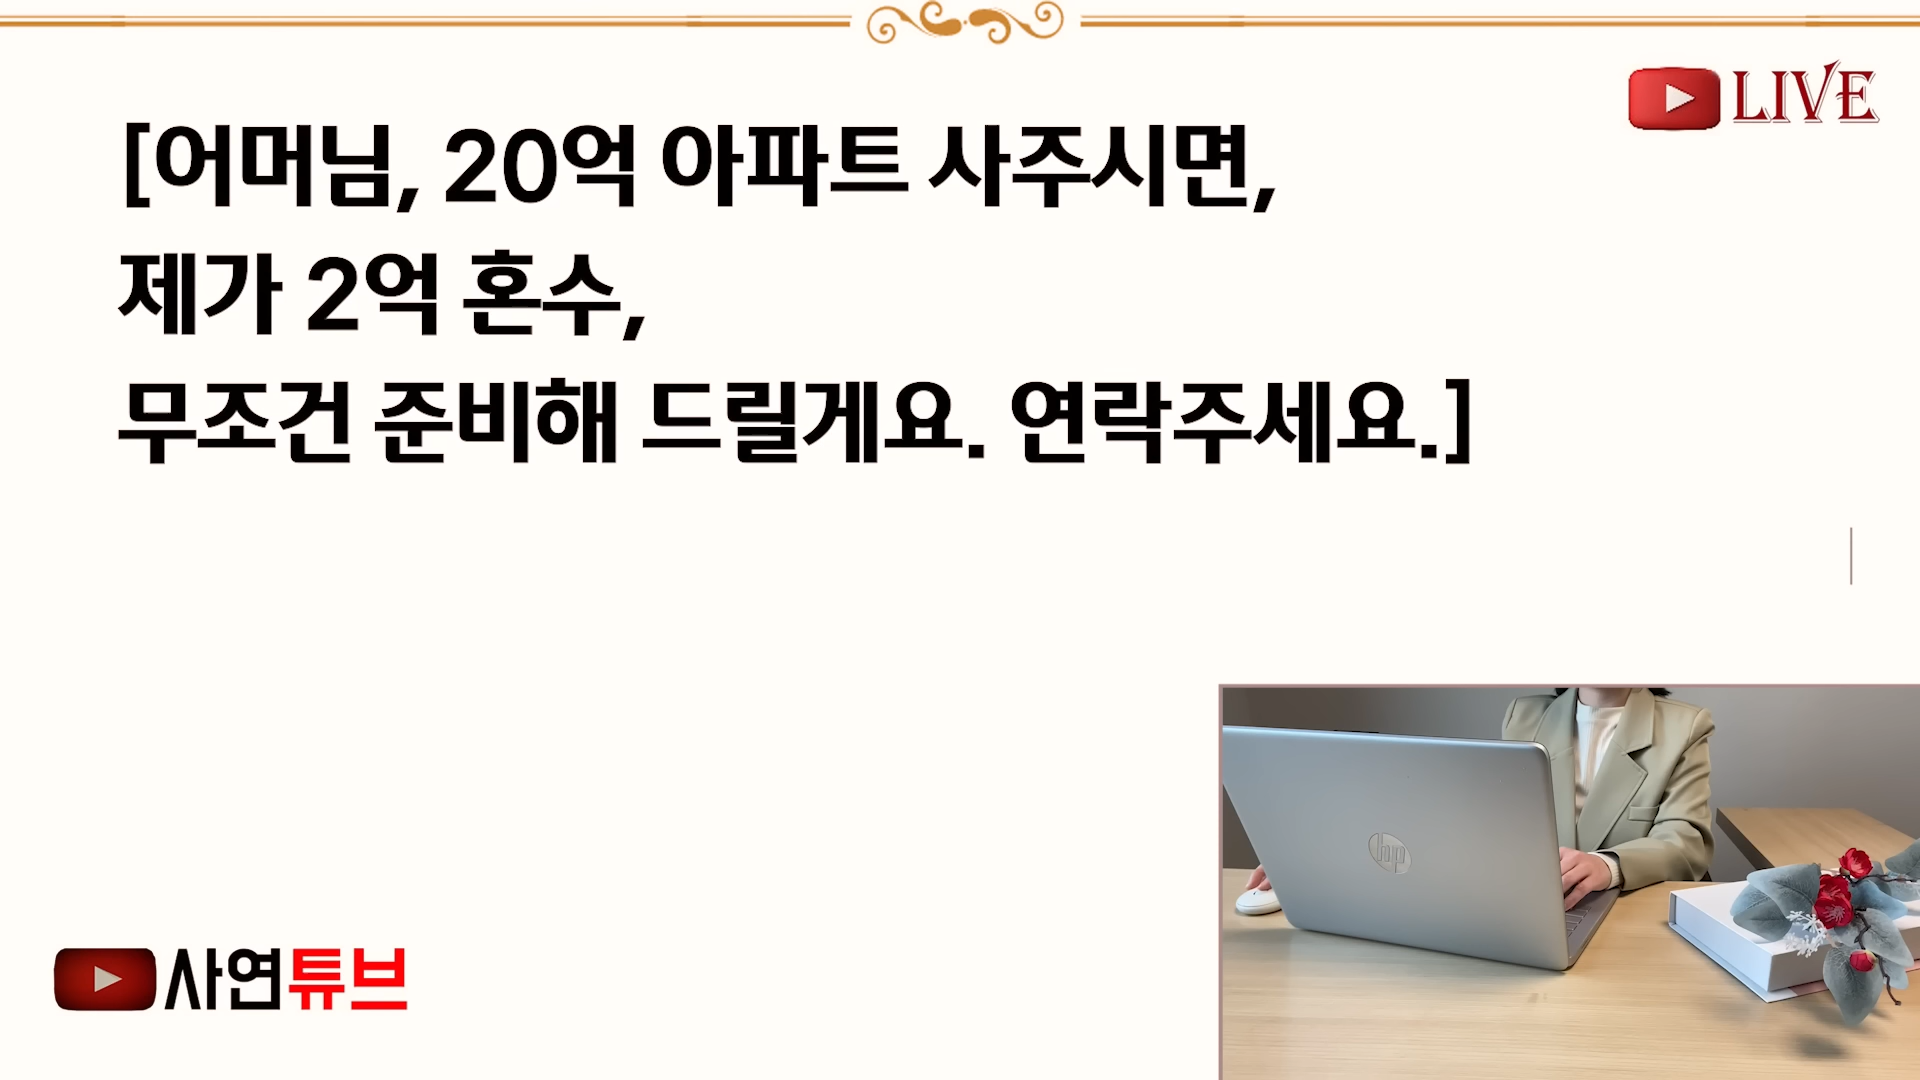 LIVE
[어머님, 20억 아파트 사주시면,
제가 2억 혼수,
무조건 준비해 드릴게요. 연락주세요.]
hp
사연튜브